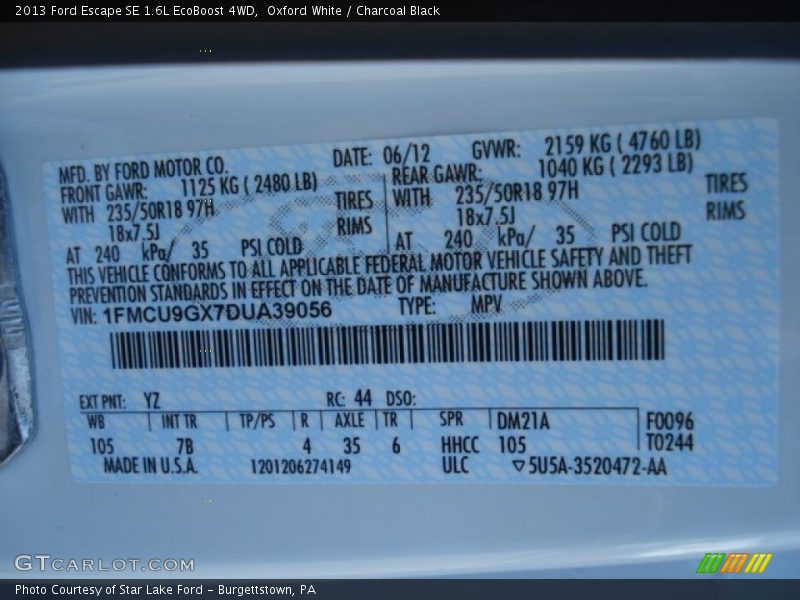 2013 Ford Escape SE 1.6L EcoBoost 4WD,  Oxford White / Charcoal Black
MFD. BY FORD MOTOR CO. DATE: 06/12 GVWR: 2159 KG ( 4760 LB)
FRONT GAWR: 1125 KG ( 2480 LB) REAR GAWR: 1040 KG ( 2293 LB)
WITH 235/50R18 97H TIRES WITH 235/50R18 97H TIRES
18x7.5J RIMS 18x7.5J RIMS
AT 240 kPa/ 35 PSI COLD AT 240 kPa/ 35 PSI COLD
THIS VEHICLE CONFORMS TO ALL APPLICABLE FEDERAL MOTOR VEHICLE SAFETY AND THEFT
PREVENTION STANDARDS IN EFFECT ON THE DATE OF MANUFACTURE SHOWN ABOVE.
VIN: 1FMCU9GX7DUA39056 TYPE: MPV
EXT PNT: YZ RC: 44 DSO:
WB INT TR TP/PS R AXLE TR SPR DM21A F0096
105 7B 4 35 6 HHCC 105 T0244
MADE IN U.S.A. 1201206274149 ULC ▽5U5A-3520472-AA
GTCARLOT.COM
Photo Courtesy of Star Lake Ford - Burgettstown, PA